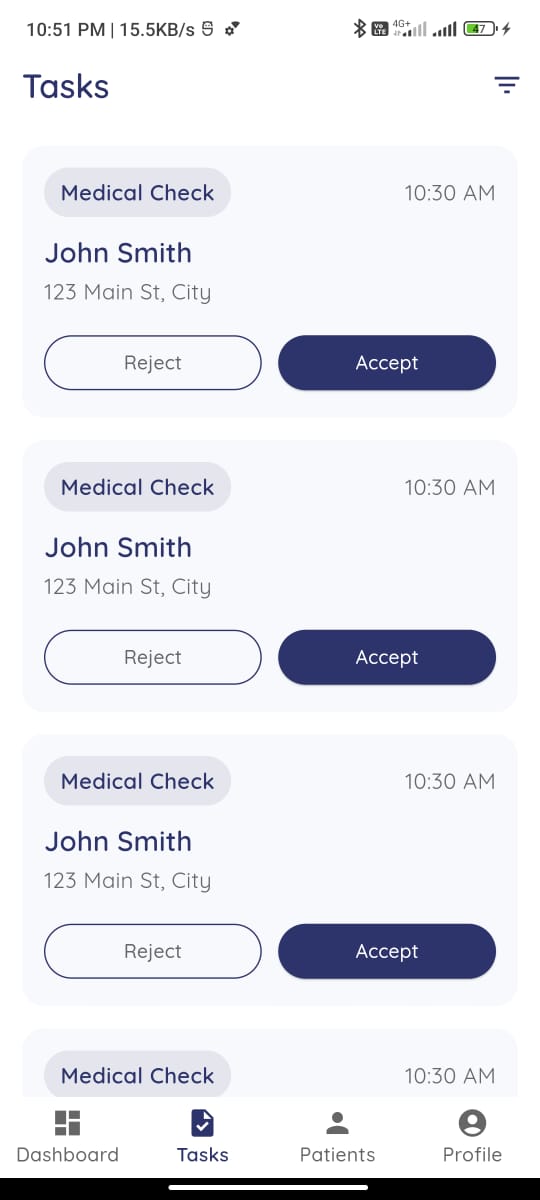 10:51 PM | 15.5KB/s 4G+ 47
Tasks
Medical Check 10:30 AM
John Smith
123 Main St, City
Reject Accept
Medical Check 10:30 AM
John Smith
123 Main St, City
Reject Accept
Medical Check 10:30 AM
John Smith
123 Main St, City
Reject Accept
Medical Check 10:30 AM
Dashboard Tasks Patients Profile